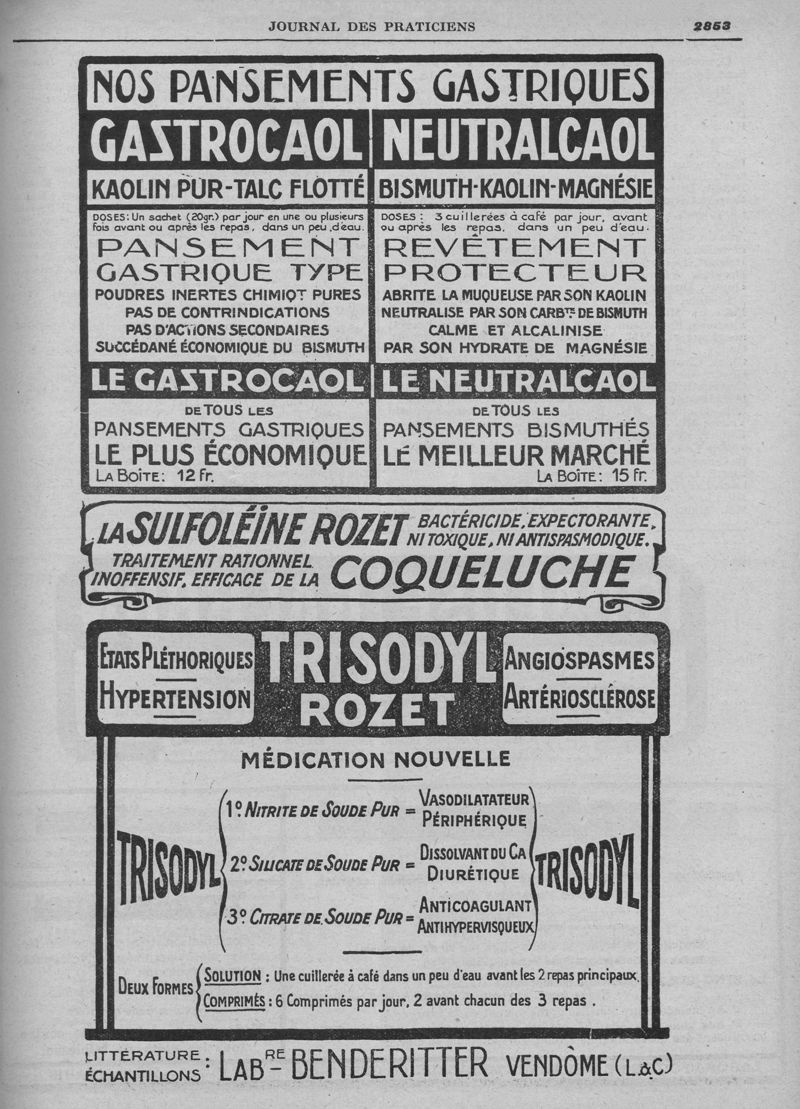 JOURNAL DES PRATICIENS 2853
NOS PANSEMENTS GASTRIQUES
GASTROCAOL
KAOLIN PUR-TALC FLOTTÉ
DOSES: Un sachet (20gr.) par jour en une ou plusieurs
fois avant ou après les repas, dans un peu d'eau.
PANSEMENT
GASTRIQUE TYPE
POUDRES INERTES CHIMIQT PURES
PAS DE CONTRINDICATIONS
PAS D'ACTIONS SECONDAIRES
SUCCÉDANÉ ÉCONOMIQUE DU BISMUTH
LE GASTROCAOL
DE TOUS LES
PANSEMENTS GASTRIQUES
LE PLUS ÉCONOMIQUE
LA BOÎTE: 12 Fr.
NEUTRALCAOL
BISMUTH-KAOLIN-MAGNÉSIE
DOSES: 3 cuillerées à café par jour, avant
ou après les repas, dans un peu d'eau.
REVÊTEMENT
PROTECTEUR
ABRITE LA MUQUEUSE PAR SON KAOLIN
NEUTRALISE PAR SON CARBTE DE BISMUTH
CALME ET ALCALINISE
PAR SON HYDRATE DE MAGNÉSIE
LE NEUTRALCAOL
DE TOUS LES
PANSEMENTS BISMUTHÉS
LE MEILLEUR MARCHÉ
LA BOÎTE: 15 Fr.
LA SULFOLÉINE ROZET BACTÉRICIDE, EXPECTORANTE,
NI TOXIQUE, NI ANTISPASMODIQUE.
TRAITEMENT RATIONNEL
INOFFENSIF, EFFICACE DE LA COQUELUCHE
ETATS PLÉTHORIQUES
HYPERTENSION
TRISODYL
ROZET
ANGIOSPASMES
ARTÉRIOSCLÉROSE
MÉDICATION NOUVELLE
TRISODYL
1º NITRITE DE SOUDE PUR = VASODILATATEUR
PÉRIPHÉRIQUE
2º SILICATE DE SOUDE PUR = DISSOLVANT DU CA
DIURÉTIQUE
3º CITRATE DE SOUDE PUR = ANTICOAGULANT
ANTIHYPERVISQUEUX
TRISODYL
DEUX FORMES
SOLUTION : Une cuillerée à café dans un peu d'eau avant les 2 repas principaux.
COMPRIMÉS : 6 Comprimés par jour, 2 avant chacun des 3 repas.
LITTÉRATURE :
ÉCHANTILLONS : LABRE BENDERITTER VENDÔME (L&C)